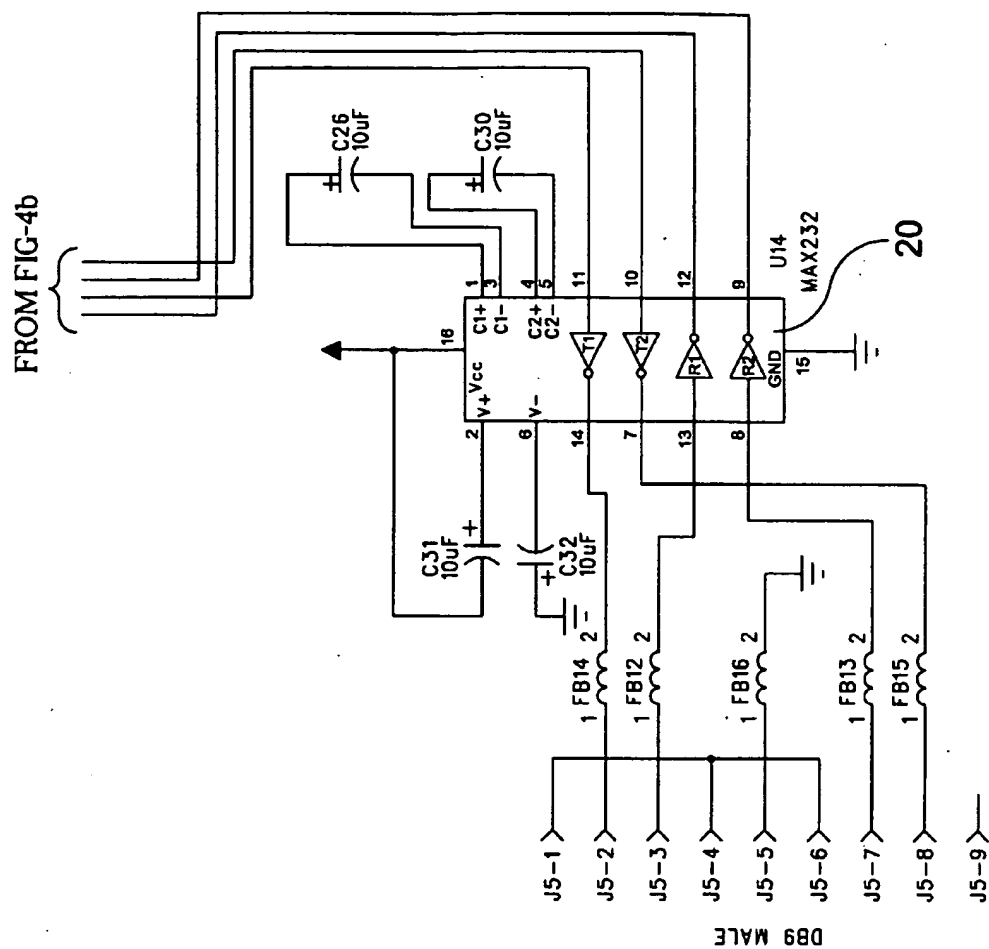 FROM FIG-4b
C26
10uF
C30
10uF
1
3
4
5
11
10
12
9
U14
MAX232
20
16
Vcc
C1+
C1-
C2+
C2-
V+
V-
T1
T2
R1
R2
GND
15
2
6
14
7
13
8
+
C31
10uF
+
C32
10uF
1 FB14 2
1 FB12 2
1 FB16 2
1 FB13 2
1 FB15 2
J5-1
J5-2
J5-3
J5-4
J5-5
J5-6
J5-7
J5-8
J5-9
DB9 MALE